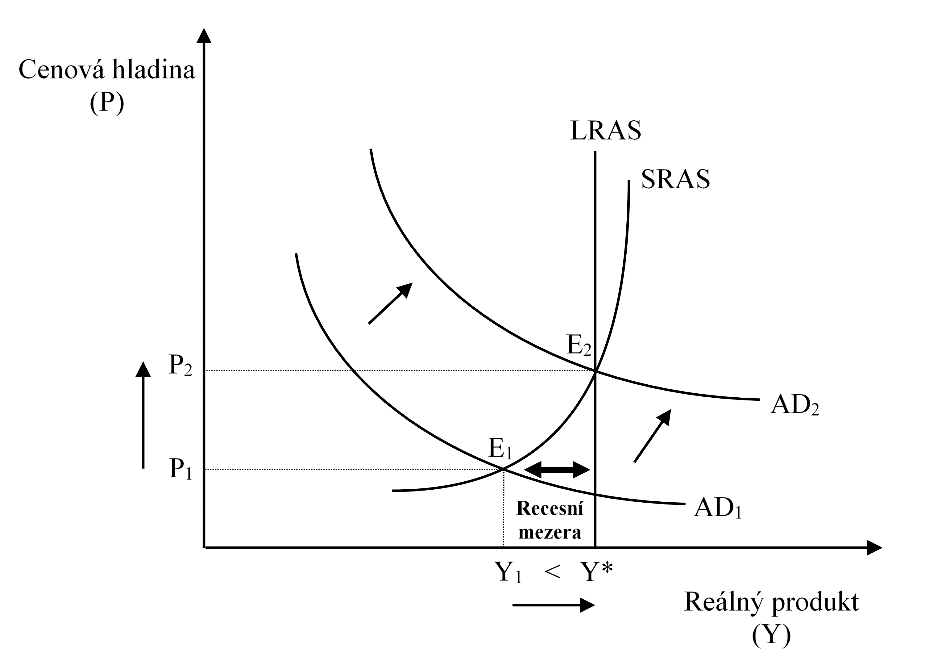 Cenová hladina
(P)
LRAS
SRAS
E₂
P₂
AD₂
E₁
P₁
AD₁
Recesní
mezera
Y₁ < Y*
Reálný produkt
(Y)